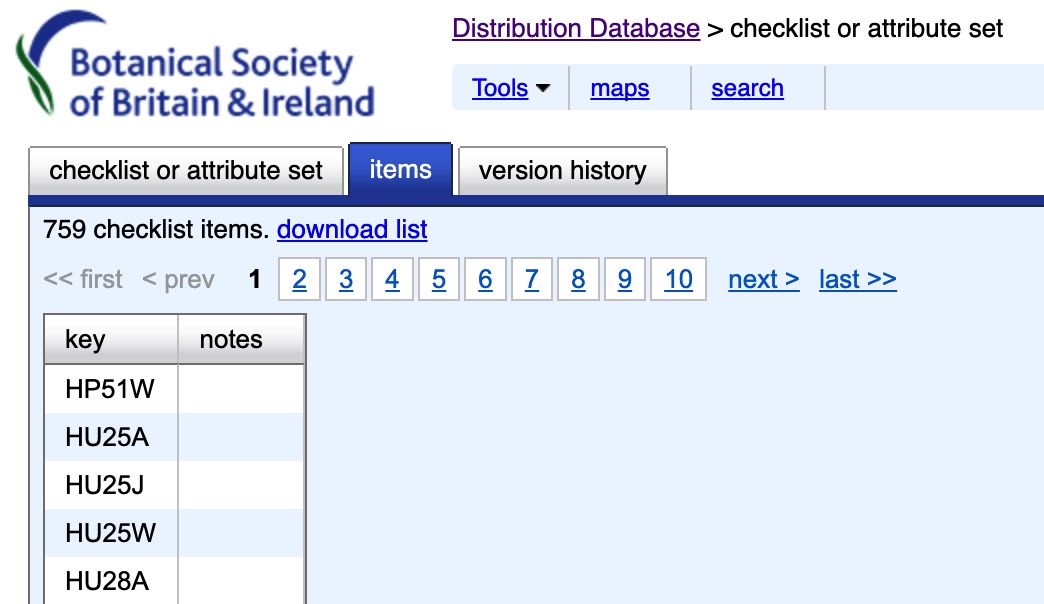 Botanical Society
of Britain & Ireland
Distribution Database > checklist or attribute set
Tools maps search
checklist or attribute set items version history
759 checklist items. download list
<< first < prev 1 2 3 4 5 6 7 8 9 10 next > last >>
key notes
HP51W
HU25A
HU25J
HU25W
HU28A